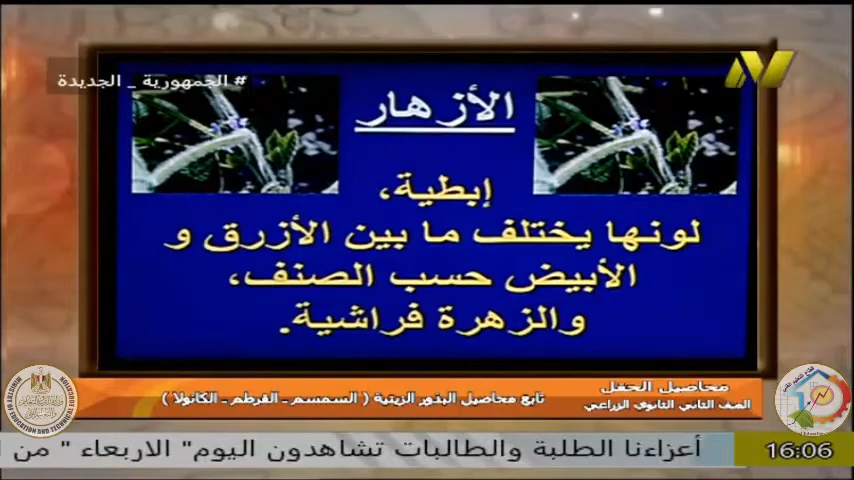 # الجمهورية _ الجديدة
الأزهار
إبطية،
لونها يختلف ما بين الأزرق و
الأبيض حسب الصنف،
والزهرة فراشية.
محاصيل الحقل
الصف الثاني الثانوي الزراعي
تابع محاصيل البذور الزيتية ( السمسم ـ القرطم ـ الكانولا )
أعزاءنا الطلبة والطالبات تشاهدون اليوم" الاربعاء " من ا
16:06